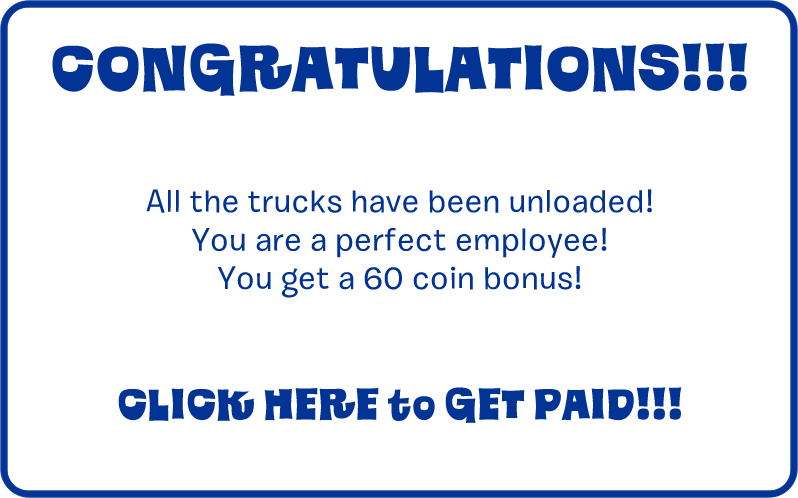 CONGRATULATIONS!!!
All the trucks have been unloaded!
You are a perfect employee!
You get a 60 coin bonus!
CLICK HERE to GET PAID!!!